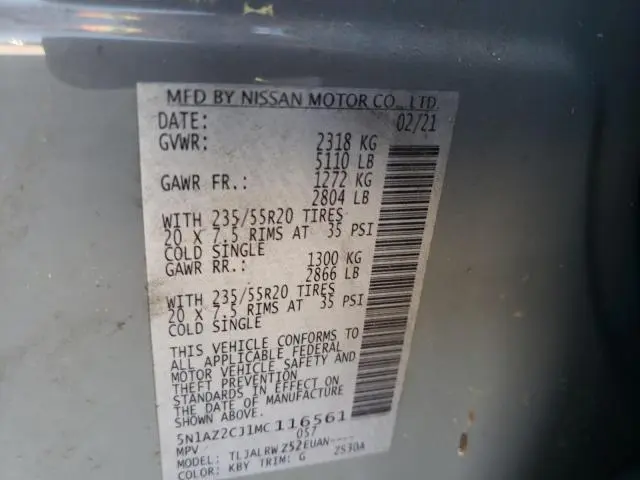 MFD BY NISSAN MOTOR CO., LTD.
DATE: 02/21
GVWR: 2318 KG
5110 LB
GAWR FR.: 1272 KG
2804 LB
WITH 235/55R20 TIRES
20 X 7.5 RIMS AT 35 PSI
COLD SINGLE
GAWR RR.: 1300 KG
2866 LB
WITH 235/55R20 TIRES
20 X 7.5 RIMS AT 35 PSI
COLD SINGLE
THIS VEHICLE CONFORMS TO
ALL APPLICABLE FEDERAL
MOTOR VEHICLE SAFETY AND
THEFT PREVENTION
STANDARDS IN EFFECT ON
THE DATE OF MANUFACTURE
SHOWN ABOVE.
5N1AZ2CJ1MC116561
MPV 057
MODEL: TLJALRWZ52EUAN----
COLOR: KBY TRIM: G 2530A